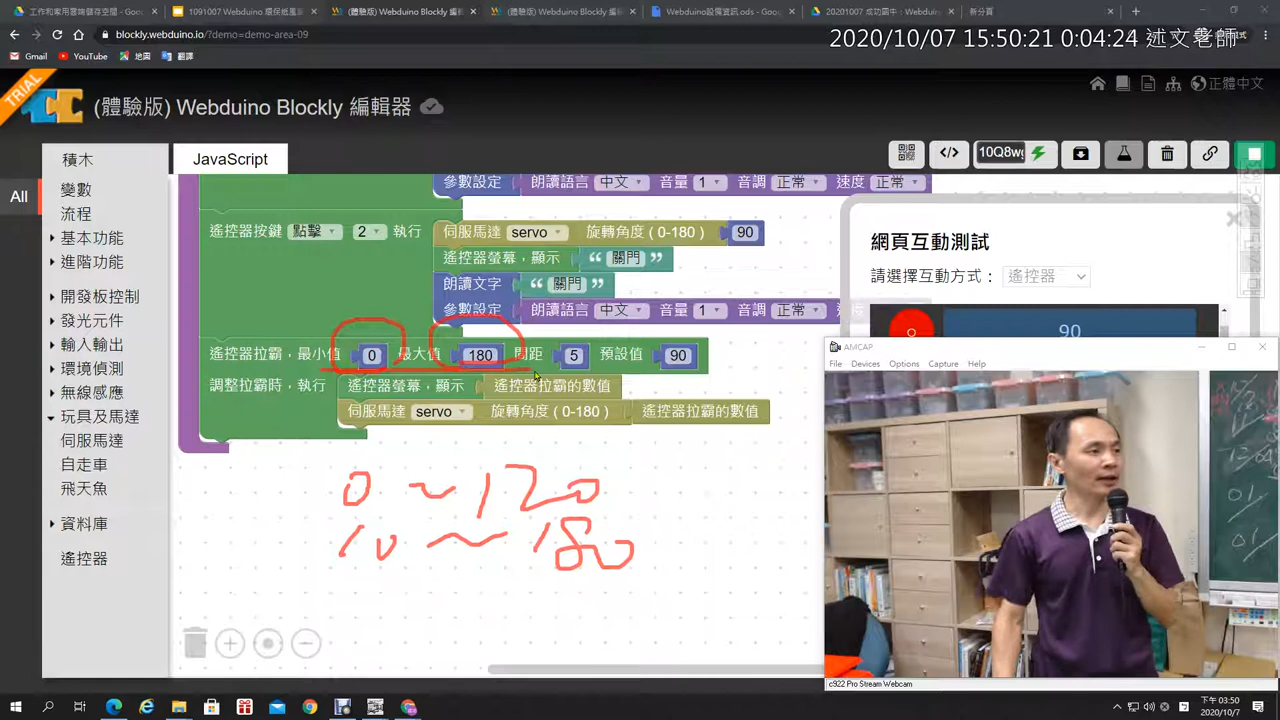 工作和家用雲端儲存空間 - Goo
1091007 Webduino.環保紙風
(體驗版) Webduino Blockly 編輯
(體驗版) Webduino Blockly 編輯
Webduino設備資訊.ods - Google
20201007 成功國中 : Webduin
新分頁
blockly.webduino.io/?demo=demo-area-09
2020/10/07 15:50:21 0:04:24 述文老師
Gmail
YouTube
地圖
翻譯
TRIAL
(體驗版) Webduino Blockly 編輯器
正體中文
積木
JavaScript
10Q8wg
All
變數
流程
基本功能
進階功能
開發板控制
發光元件
輸入輸出
環境偵測
無線感應
玩具及馬達
伺服馬達
自走車
飛天魚
資料庫
遙控器
參數設定 朗讀語言 中文 音量 1 音調 正常 速度 正常
遙控器按鍵 點擊 2 執行 伺服馬達 servo 旋轉角度 ( 0-180 ) 90
遙控器螢幕，顯示 “ 關門 ”
朗讀文字 “ 關門 ”
參數設定 朗讀語言 中文 音量 1 音調 正常
遙控器拉霸，最小值 0 最大值 180 間距 5 預設值 90
調整拉霸時，執行 遙控器螢幕，顯示 遙控器拉霸的數值
伺服馬達 servo 旋轉角度 ( 0-180 ) 遙控器拉霸的數值
0 ~ 120
10 ~ 180
網頁互動測試
請選擇互動方式： 遙控器
90
AMCAP
File Devices Options Capture Help
c922 Pro Stream Webcam
下午 03:50
2020/10/7